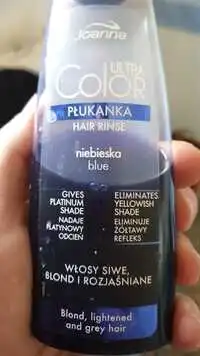 Joanna
ULTRA
Color
PŁUKANKA
HAIR RINSE
niebieska
blue
GIVES
PLATINUM
SHADE
NADAJE
PLATYNOWY
ODCIEŃ
ELIMINATES
YELLOWISH
SHADE
ELIMINUJE
ŻÓŁTAWY
REFLEKS
WŁOSY SIWE,
BLOND I ROZJAŚNIANE
Blond, lightened
and grey hair